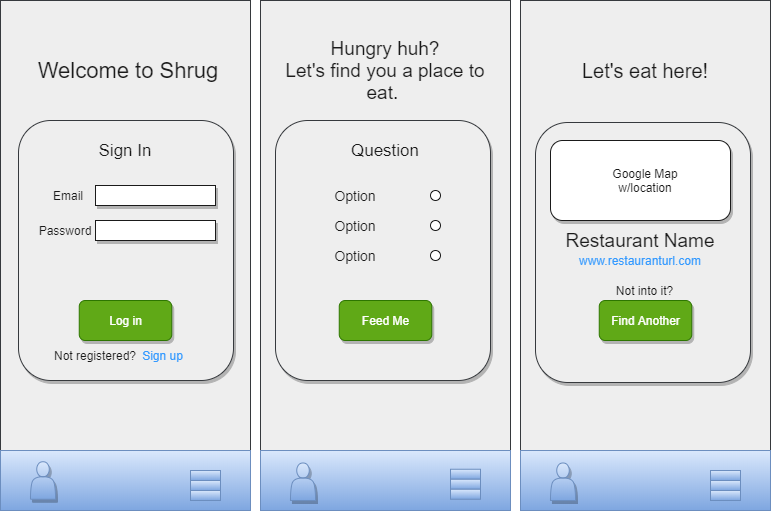 Welcome to Shrug
Sign In
Email
Password
Log in
Not registered? Sign up
Hungry huh?
Let's find you a place to
eat.
Question
Option
Option
Option
Feed Me
Let's eat here!
Google Map
w/location
Restaurant Name
www.restauranturl.com
Not into it?
Find Another